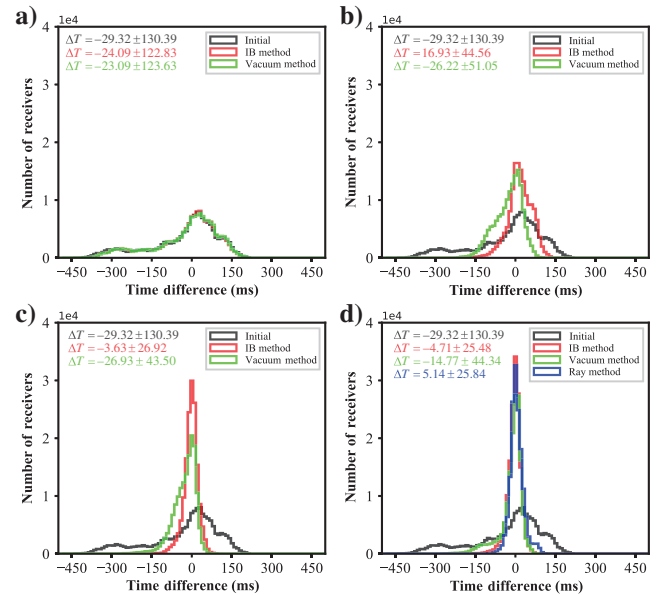 a)
1e4
ΔT = −29.32 ± 130.39
ΔT = −24.09 ± 122.83
ΔT = −23.09 ± 123.63
Initial
IB method
Vacuum method
Number of receivers
4
3
2
1
0
−450 −300 −150 0 150 300 450
Time difference (ms)
b)
1e4
ΔT = −29.32 ± 130.39
ΔT = 16.93 ± 44.56
ΔT = −26.22 ± 51.05
Initial
IB method
Vacuum method
Number of receivers
4
3
2
1
0
−450 −300 −150 0 150 300 450
Time difference (ms)
c)
1e4
ΔT = −29.32 ± 130.39
ΔT = −3.63 ± 26.92
ΔT = −26.93 ± 43.50
Initial
IB method
Vacuum method
Number of receivers
4
3
2
1
0
−450 −300 −150 0 150 300 450
Time difference (ms)
d)
1e4
ΔT = −29.32 ± 130.39
ΔT = −4.71 ± 25.48
ΔT = −14.77 ± 44.34
ΔT = 5.14 ± 25.84
Initial
IB method
Vacuum method
Ray method
Number of receivers
4
3
2
1
0
−450 −300 −150 0 150 300 450
Time difference (ms)